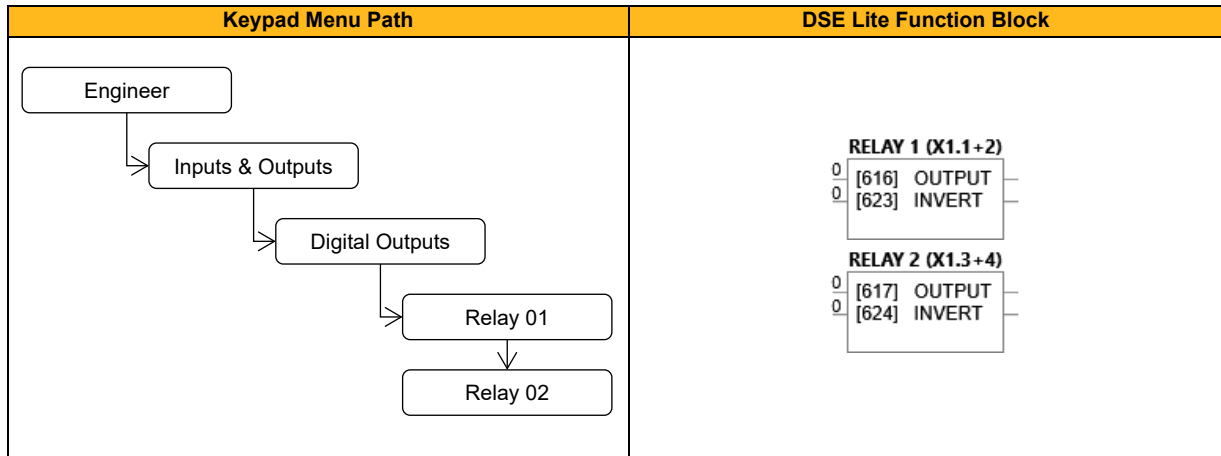 Keypad Menu Path
DSE Lite Function Block
Engineer
Inputs & Outputs
Digital Outputs
Relay 01
Relay 02
RELAY 1 (X1.1+2)
0 [616] OUTPUT
0 [623] INVERT
RELAY 2 (X1.3+4)
0 [617] OUTPUT
0 [624] INVERT